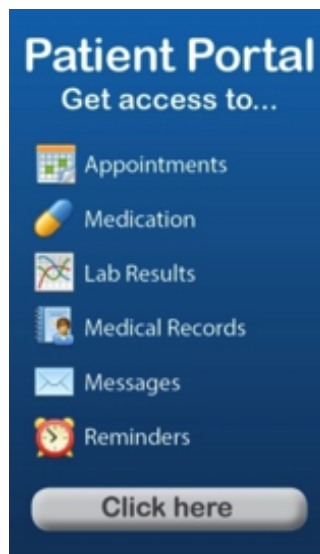 Patient Portal
Get access to...
Appointments
Medication
Lab Results
Medical Records
Messages
Reminders
Click here